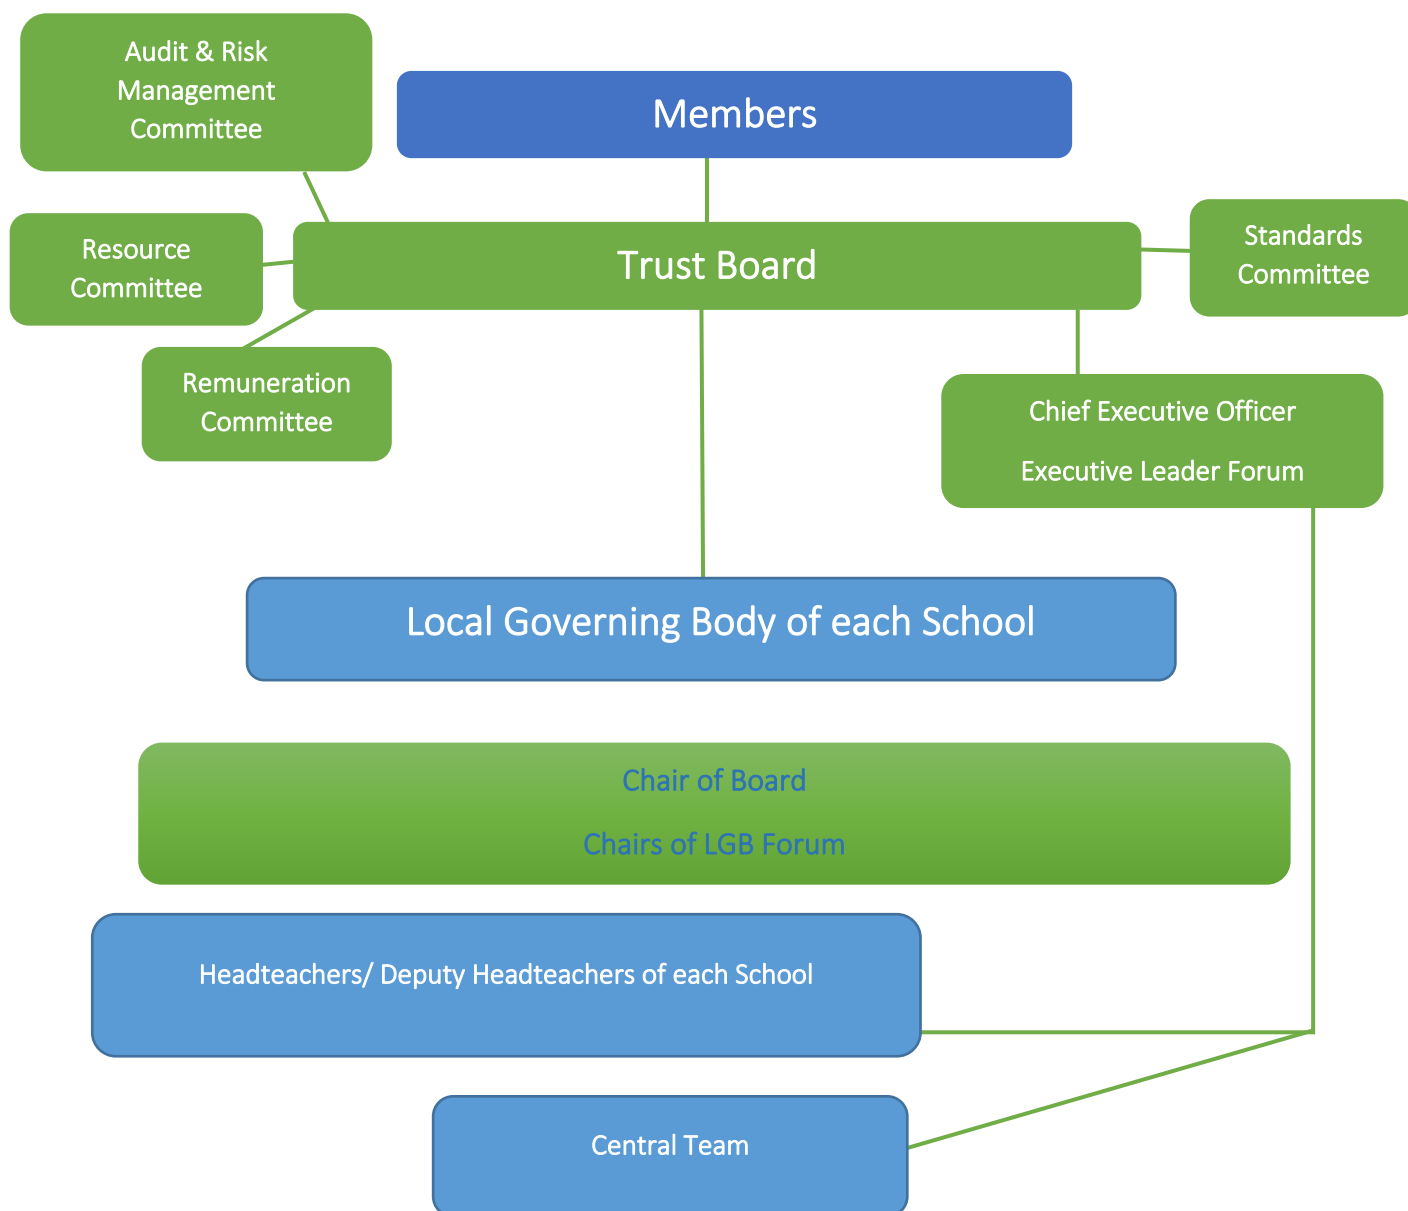 Audit & Risk
Management
Committee
Members
Resource
Committee
Trust Board
Standards
Committee
Remuneration
Committee
Chief Executive Officer
Executive Leader Forum
Local Governing Body of each School
Chair of Board
Chairs of LGB Forum
Headteachers/ Deputy Headteachers of each School
Central Team